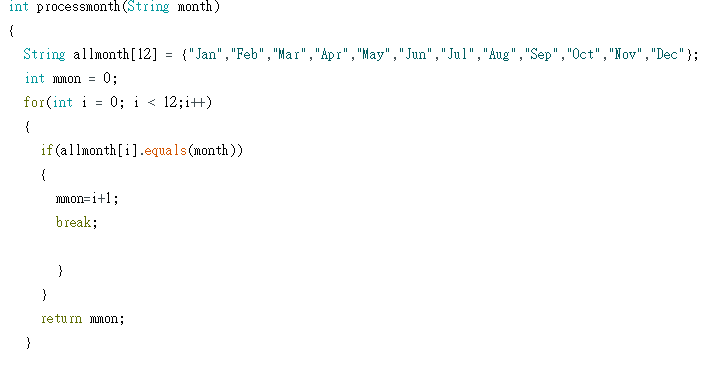 int processmonth(String month)
{
String allmonth[12] = {"Jan","Feb","Mar","Apr","May","Jun","Jul","Aug","Sep","Oct","Nov","Dec"};
int mmon = 0;
for(int i = 0; i < 12;i++)
{
if(allmonth[i].equals(month))
{
mmon=i+1;
break;
}
}
return mmon;
}